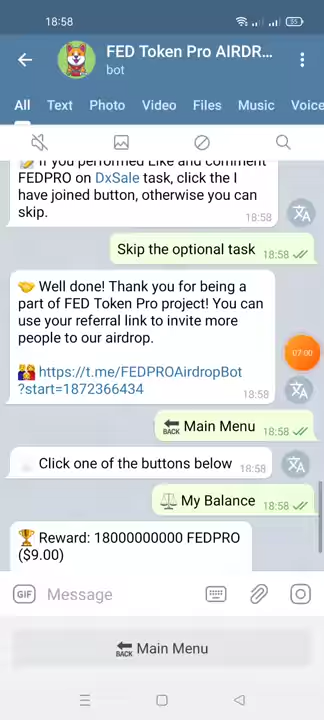 18:58
55
FED Token Pro AIRDR...
bot
All Text Photo Video Files Music Voice
If you performed Like and comment
FEDPRO on DxSale task, click the I
have joined button, otherwise you can
skip.
18:58
Skip the optional task 18:58
Well done! Thank you for being a
part of FED Token Pro project! You can
use your referral link to invite more
people to our airdrop.
07:00
https://t.me/FEDPROAirdropBot
?start=1872366434
18:58
BACK Main Menu 18:58
Click one of the buttons below 18:58
My Balance 18:58
Reward: 18000000000 FEDPRO
($9.00)
GIF Message
BACK Main Menu